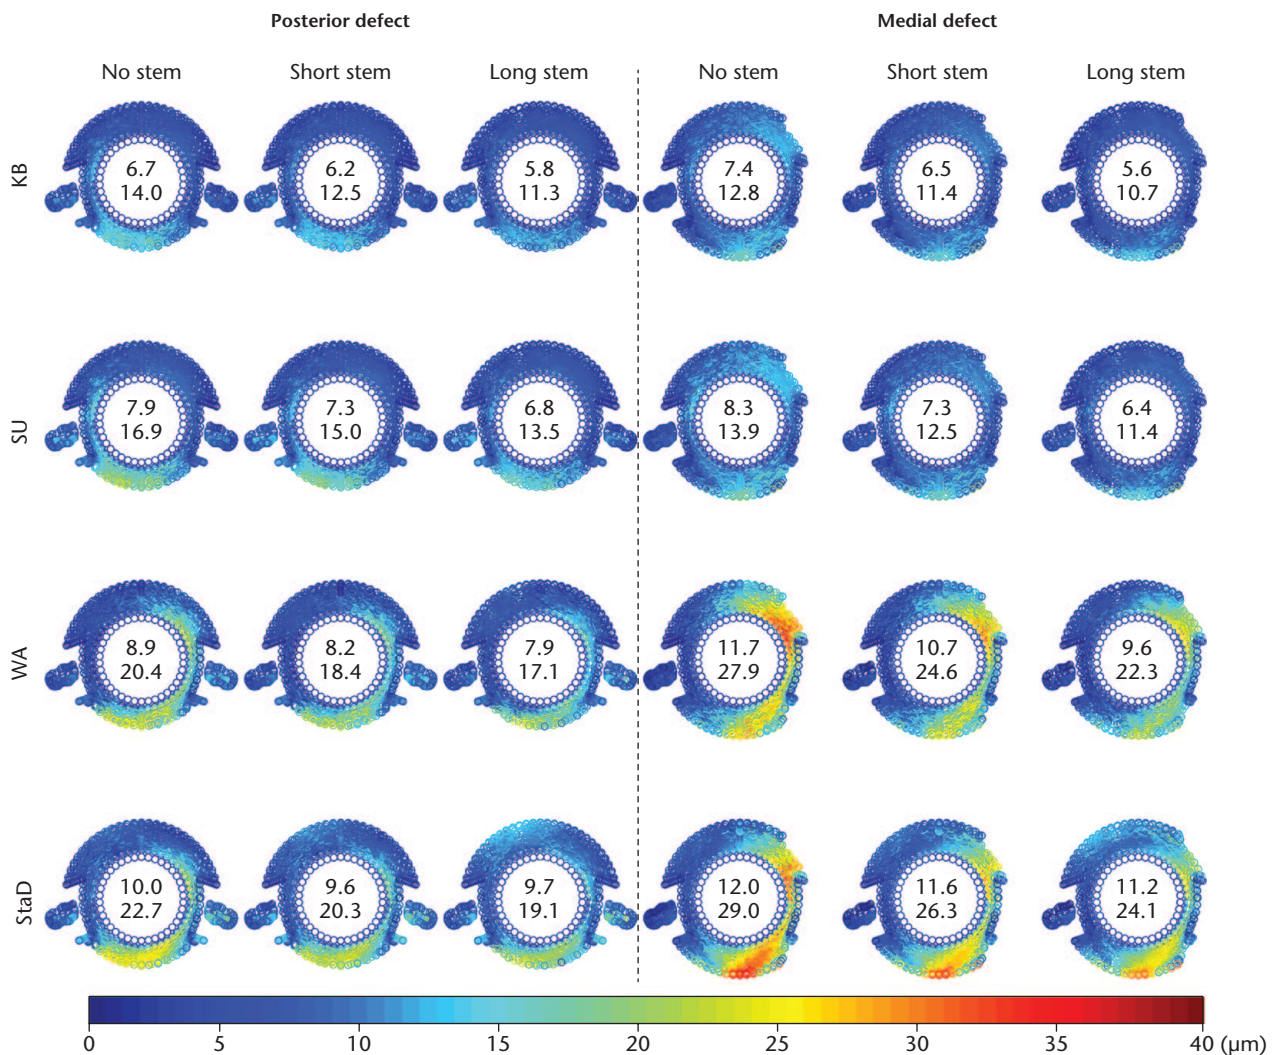 Posterior defect Medial defect
No stem Short stem Long stem No stem Short stem Long stem
KB
6.7 6.2 5.8 7.4 6.5 5.6
14.0 12.5 11.3 12.8 11.4 10.7
SU
7.9 7.3 6.8 8.3 7.3 6.4
16.9 15.0 13.5 13.9 12.5 11.4
WA
8.9 8.2 7.9 11.7 10.7 9.6
20.4 18.4 17.1 27.9 24.6 22.3
StaD
10.0 9.6 9.7 12.0 11.6 11.2
22.7 20.3 19.1 29.0 26.3 24.1
0 5 10 15 20 25 30 35 40 (μm)